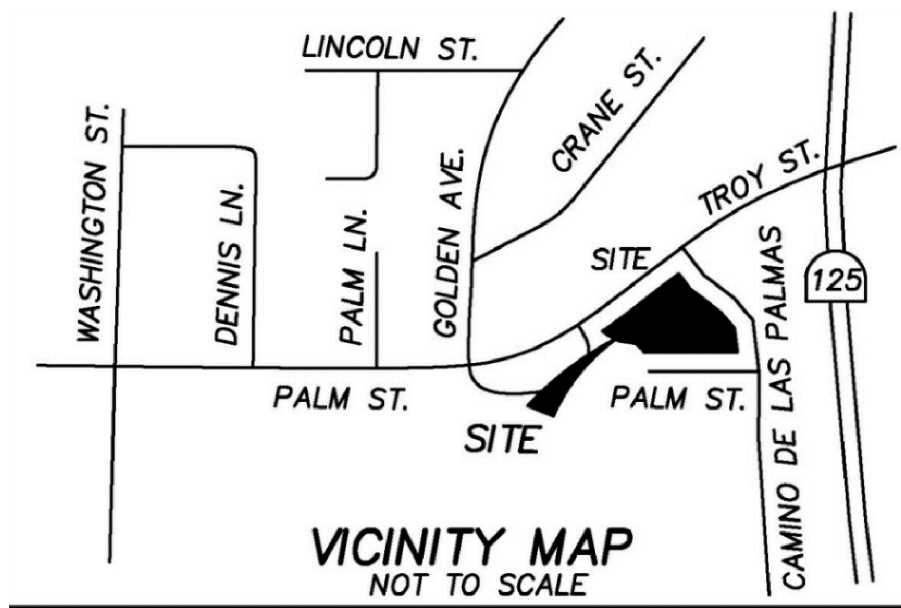 LINCOLN ST.
CRANE ST.
WASHINGTON ST.
TROY ST.
DENNIS LN.
PALM LN.
GOLDEN AVE.
SITE
125
CAMINO DE LAS PALMAS
PALM ST.
PALM ST.
SITE
VICINITY MAP
NOT TO SCALE